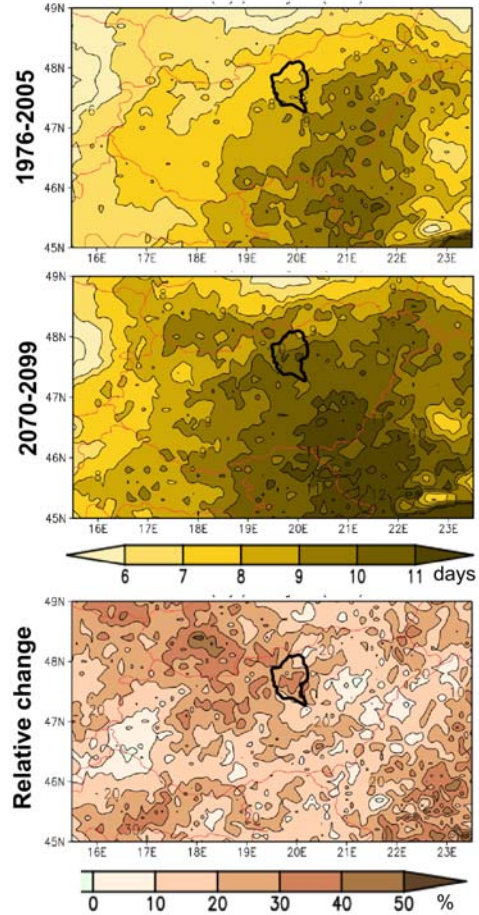 49N
48N
47N
46N
45N
1976-2005
16E 17E 18E 19E 20E 21E 22E 23E
49N
48N
47N
46N
45N
2070-2099
16E 17E 18E 19E 20E 21E 22E 23E
6 7 8 9 10 11 days
49N
48N
47N
46N
45N
Relative change
16E 17E 18E 19E 20E 21E 22E 23E
0 10 20 30 40 50 %